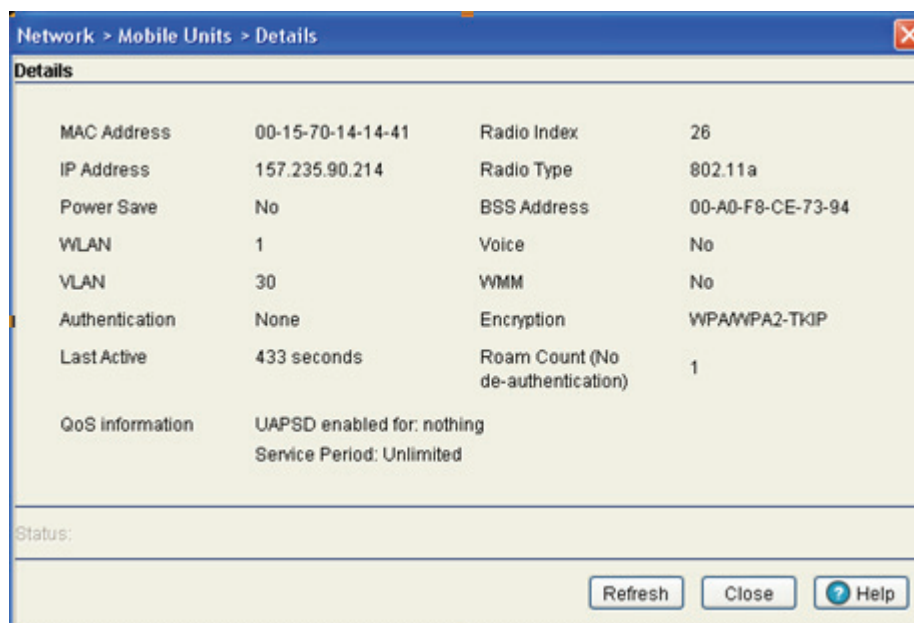 Network > Mobile Units > Details
Details
MAC Address 00-15-70-14-14-41 Radio Index 26
IP Address 157.235.90.214 Radio Type 802.11a
Power Save No BSS Address 00-A0-F8-CE-73-94
WLAN 1 Voice No
VLAN 30 WMM No
Authentication None Encryption WPA/WPA2-TKIP
Last Active 433 seconds Roam Count (No de-authentication) 1
QoS information UAPSD enabled for: nothing
Service Period: Unlimited
Status:
Refresh Close Help